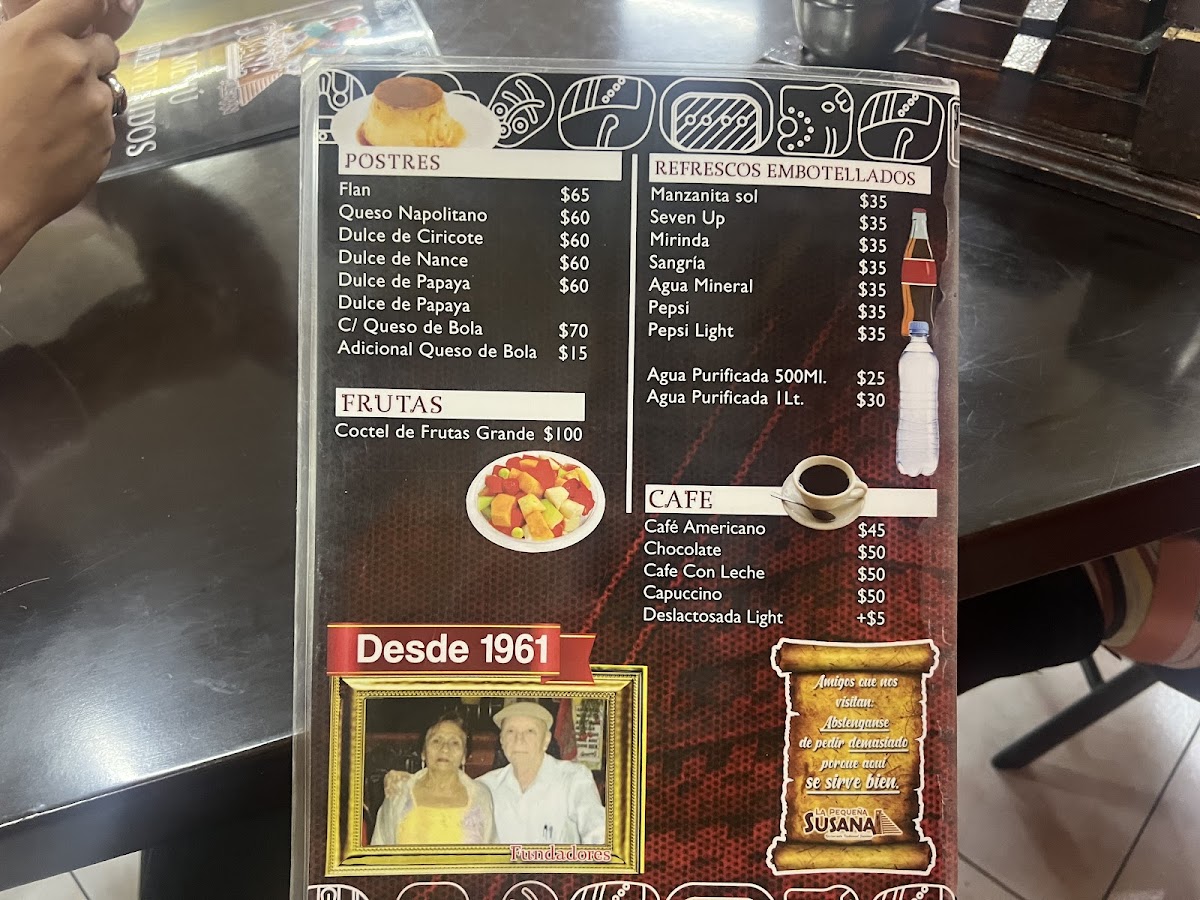 MENÚ
POSTRES
Flan $65
Queso Napolitano $60
Dulce de Ciricote $60
Dulce de Nance $60
Dulce de Papaya $60
Dulce de Papaya
C/ Queso de Bola $70
Adicional Queso de Bola $15
FRUTAS
Coctel de Frutas Grande $100
REFRESCOS EMBOTELLADOS
Manzanita sol $35
Seven Up $35
Mirinda $35
Sangría $35
Agua Mineral $35
Pepsi $35
Pepsi Light $35
Agua Purificada 500Ml. $25
Agua Purificada 1Lt. $30
CAFE
Café Americano $45
Chocolate $50
Cafe Con Leche $50
Capuccino $50
Deslactosada Light +$5
Desde 1961
Fundadores
Amigos que nos
visitan:
Abstenganse
de pedir demasiado
porque aquí
se sirve bien.
LA PEQUEÑA
SUSANA